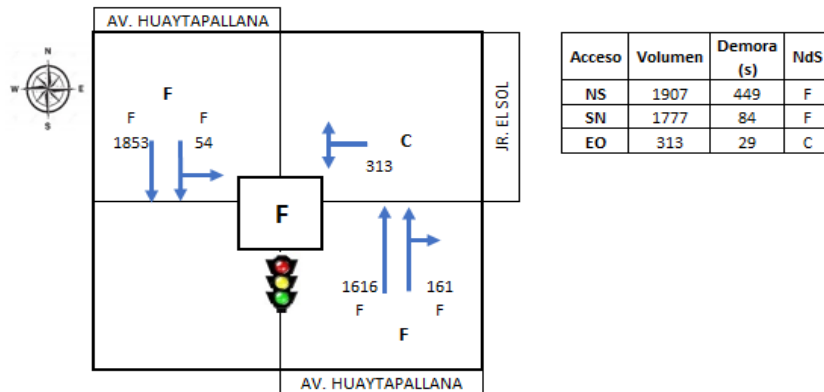 AV. HUAYTAPALLANA
N
W E
S
F
F F
1853 54
C
313
JR. EL SOL
F
1616 161
F F
F
AV. HUAYTAPALLANA
Acceso Volumen Demora (s) NdS
NS 1907 449 F
SN 1777 84 F
EO 313 29 C